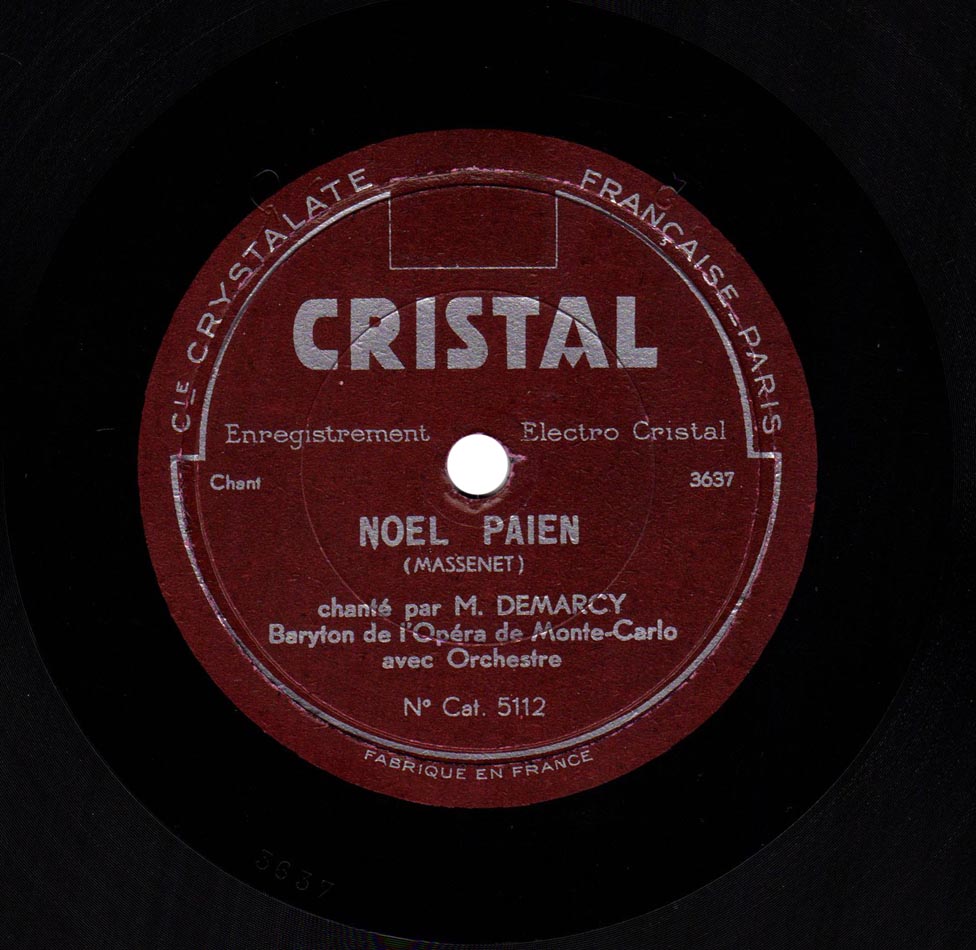 Cie CRYSTALATE FRANÇAISE-PARIS
CRISTAL
Enregistrement Electro Cristal
Chant 3637
NOEL PAIEN
(MASSENET)
chanté par M. DEMARCY
Baryton de l'Opéra de Monte-Carlo
avec Orchestre
N° Cat. 5112
FABRIQUE EN FRANCE
3637